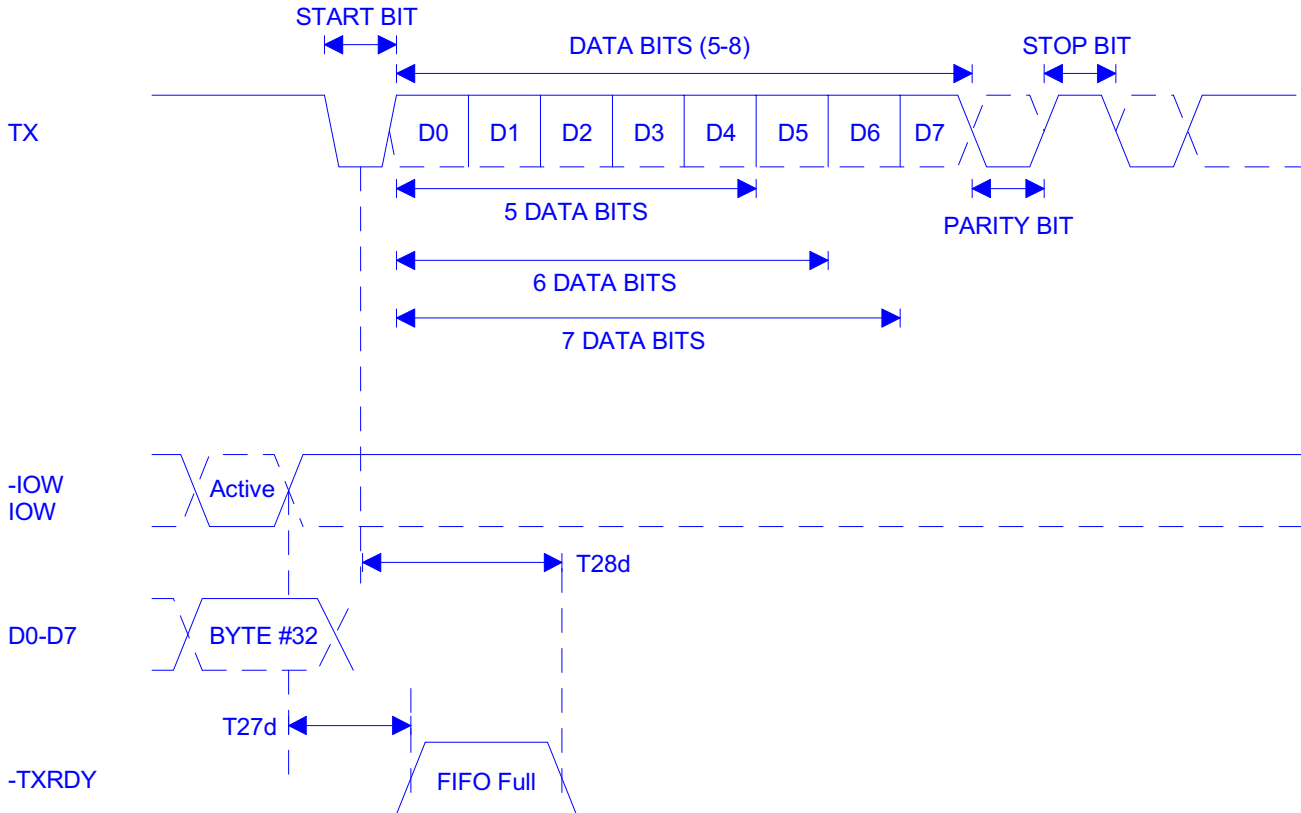 START BIT
DATA BITS (5-8)
STOP BIT
TX
D0
D1
D2
D3
D4
D5
D6
D7
5 DATA BITS
PARITY BIT
6 DATA BITS
7 DATA BITS
-IOW
IOW
Active
T28d
D0-D7
BYTE #32
T27d
-TXRDY
FIFO Full